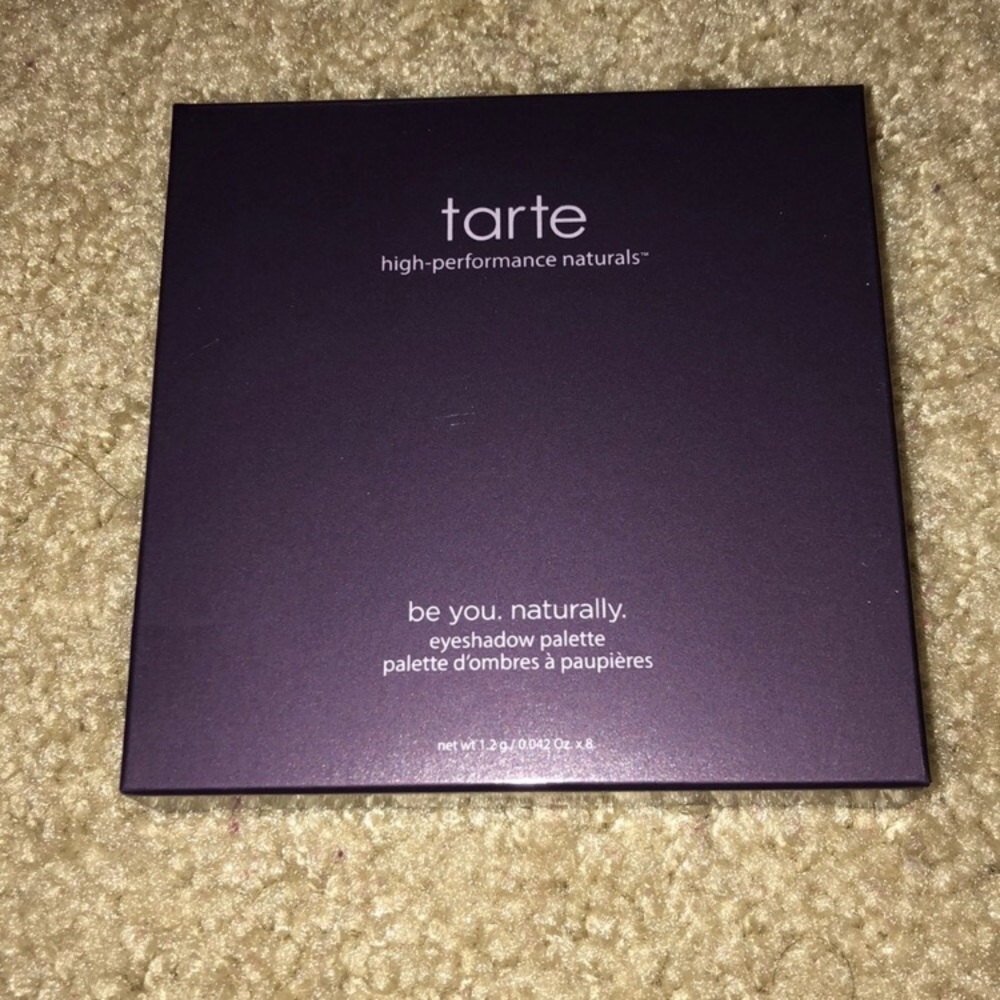 tarte
high-performance naturals™
be you. naturally.
eyeshadow palette
palette d'ombres à paupières
net wt 1.2 g / 0.042 Oz. x 8